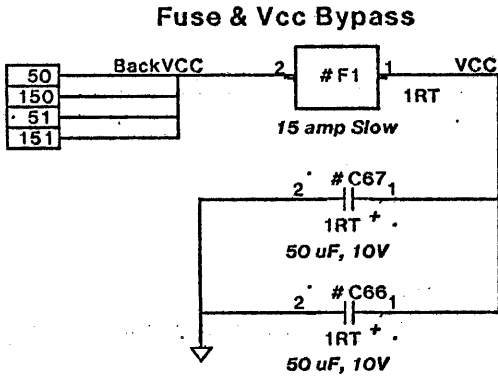 Fuse & Vcc Bypass
50 BackVCC 2 #F1 1 VCC
150
51
151
1RT
15 amp Slow
2 #C67 1
1RT +
50 uF, 10V
2 #C66 1
1RT +
50 uF, 10V